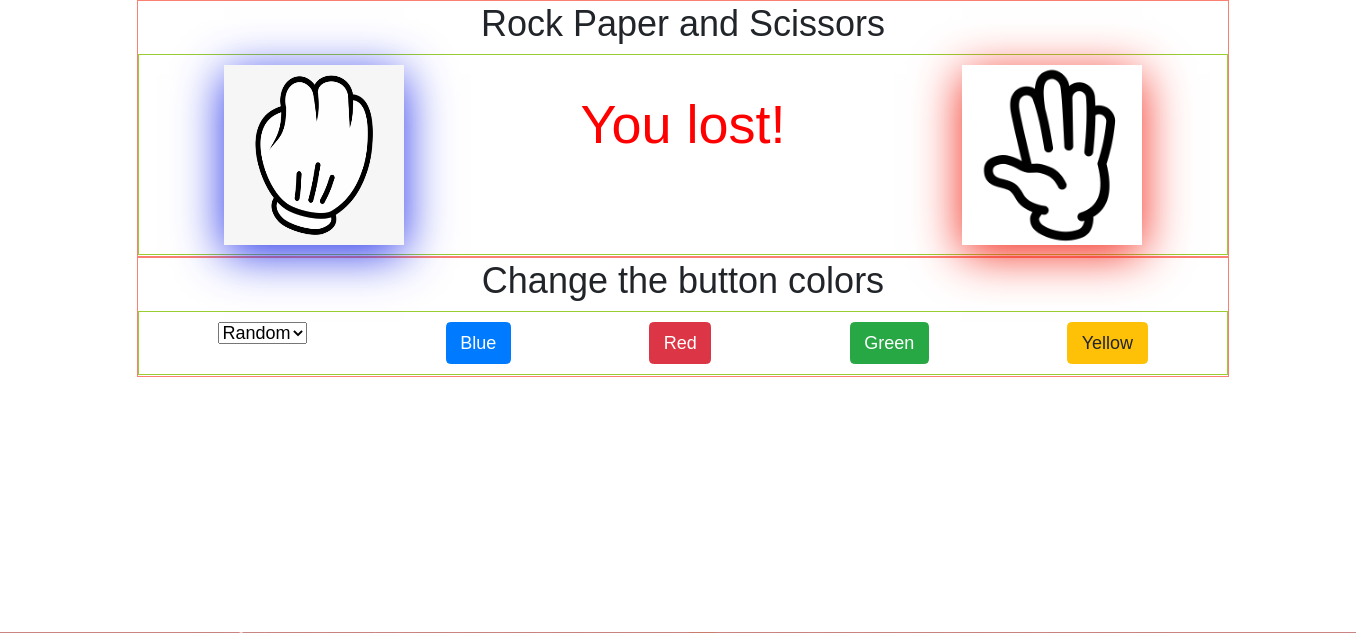 Rock Paper and Scissors
You lost!
Change the button colors
Random Blue Red Green Yellow